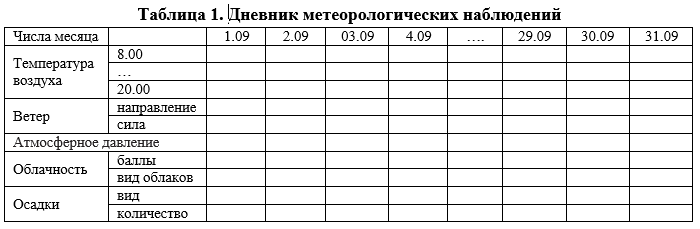 Таблица 1. Дневник метеорологических наблюдений
Числа месяца 1.09 2.09 03.09 4.09 …. 29.09 30.09 31.09
Температура воздуха 8.00
…
20.00
Ветер направление
сила
Атмосферное давление
Облачность баллы
вид облаков
Осадки вид
количество